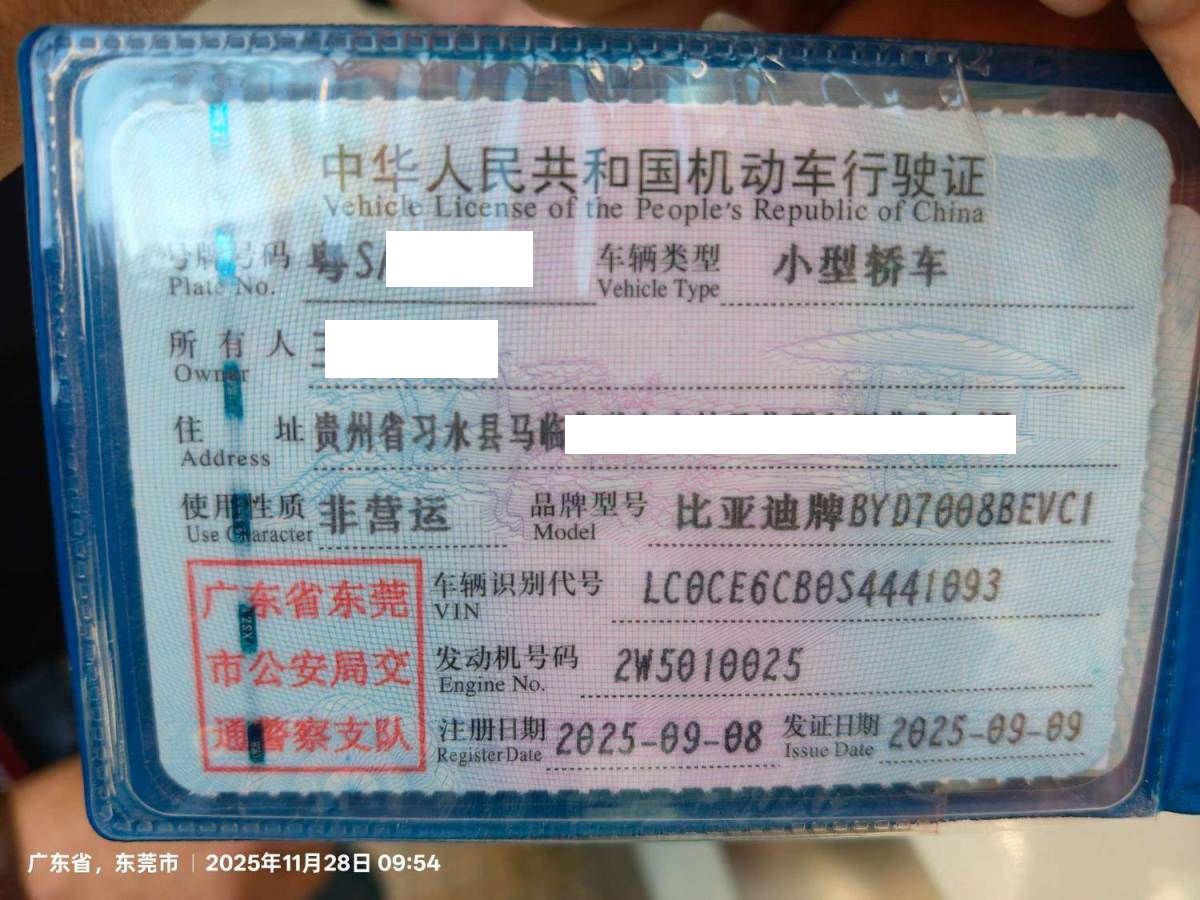 中华人民共和国机动车行驶证
Vehicle License of the People's Republic of China
号牌号码 粤S 车辆类型 小型轿车
Plate No. Vehicle Type
所有人
Owner
住址 贵州省习水县马临
Address
使用性质 非营运 品牌型号 比亚迪牌BYD7008BEVC1
Use Character Model
广东省东莞
市公安局交
通警察支队
车辆识别代号 LC0CE6CB0S4441093
VIN
发动机号码 2W5010025
Engine No.
注册日期 2025-09-08 发证日期 2025-09-09
Register Date Issue Date
广东省，东莞市 | 2025年11月28日 09:54